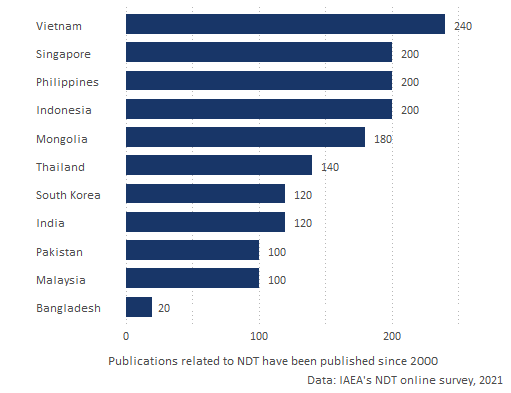 Vietnam 240
Singapore 200
Philippines 200
Indonesia 200
Mongolia 180
Thailand 140
South Korea 120
India 120
Pakistan 100
Malaysia 100
Bangladesh 20
0 100 200
Publications related to NDT have been published since 2000
Data: IAEA's NDT online survey, 2021